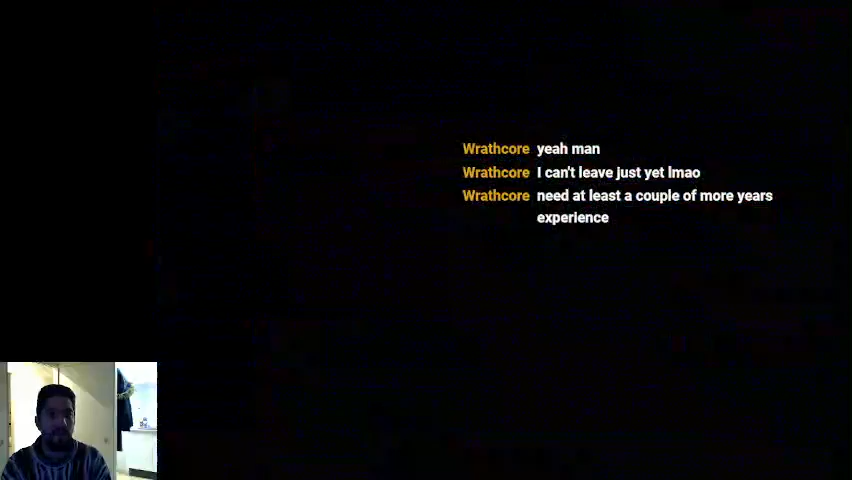 Wrathcore yeah man
Wrathcore I can't leave just yet lmao
Wrathcore need at least a couple of more years
experience